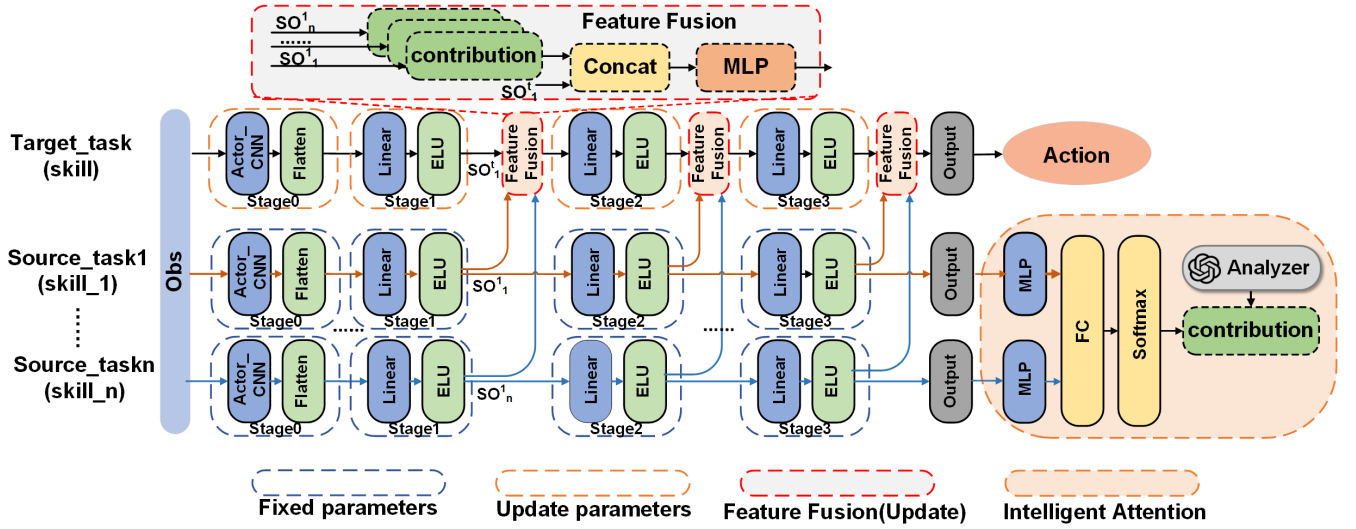 Feature Fusion
SO¹ₙ
......
SO¹₁
contribution
Concat
MLP
SOᵗ₁
Target_task
(skill)
Obs
Actor_
CNN
Flatten
Stage0
Linear
ELU
Stage1
SOᵗ₁
Feature
Fusion
Linear
ELU
Stage2
Feature
Fusion
Linear
ELU
Stage3
Feature
Fusion
Output
Action
Source_task1
(skill_1)
Actor_
CNN
Flatten
Stage0
Linear
ELU
Stage1
SO¹₁
Linear
ELU
Stage2
Linear
ELU
Stage3
Output
MLP
FC
Softmax
Analyzer
contribution
......
......
......
Source_taskn
(skill_n)
Actor_
CNN
Flatten
Stage0
Linear
ELU
Stage1
SO¹ₙ
Linear
ELU
Stage2
Linear
ELU
Stage3
Output
MLP
Fixed parameters
Update parameters
Feature Fusion(Update)
Intelligent Attention